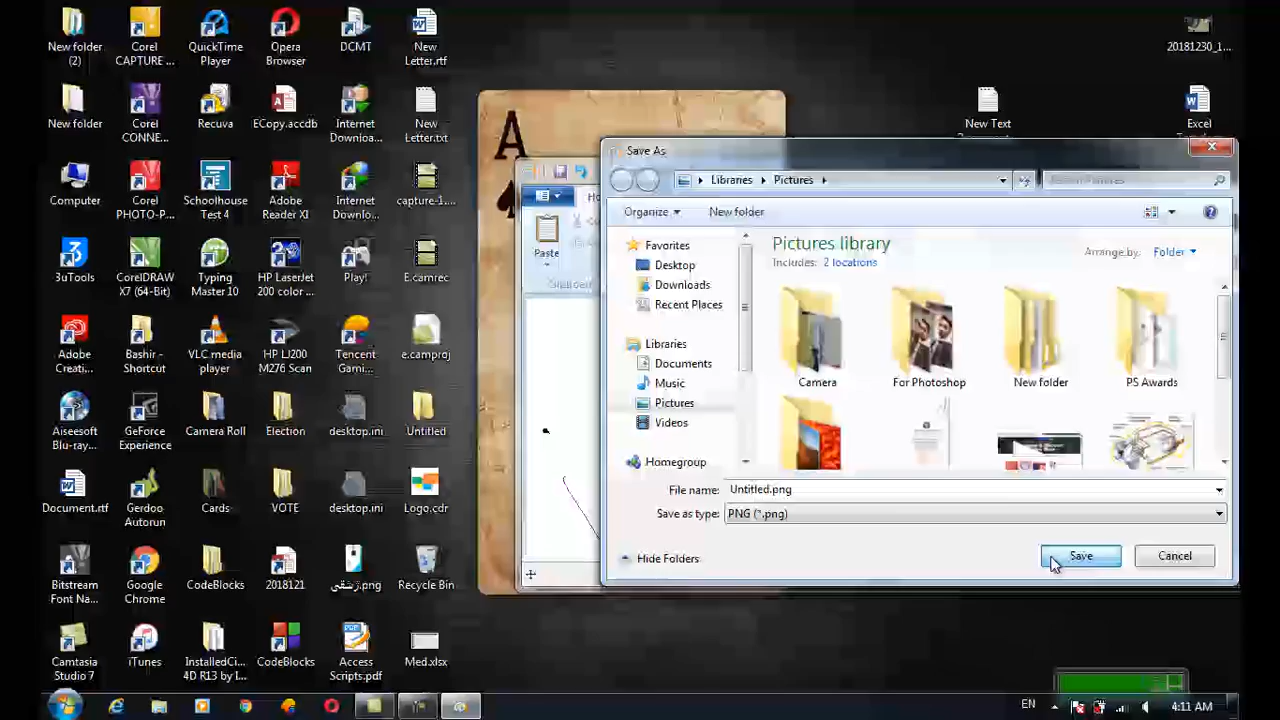 New folder (2)
Corel CAPTURE ...
QuickTime Player
Opera Browser
DCMT
New Letter.rtf
20181230_1...
New folder
Corel CONNE...
Recuva
ECopy.accdb
Internet Downloa...
New Letter.txt
New Text
Excel
A
Computer
Corel PHOTO-P...
Schoolhouse Test 4
Adobe Reader XI
Internet Downlo...
capture-1....
3uTools
CorelDRAW X7 (64-Bit)
Typing Master 10
HP LaserJet 200 color ...
Play!
E.camrec
Adobe Creati...
Bashir - Shortcut
VLC media player
HP LJ200 M276 Scan
Tencent Gami...
e.camproj
Aiseesoft Blu-ray...
GeForce Experience
Camera Roll
Election
desktop.ini
Untitled
Document.rtf
Gerdoo Autorun
Cards
VOTE
desktop.ini
Logo.cdr
Bitstream Font Na...
Google Chrome
CodeBlocks
2018121
زشقی.png
Recycle Bin
Camtasia Studio 7
iTunes
InstalledCi... 4D R13 by I...
CodeBlocks
Access Scripts.pdf
Med.xlsx
Paste
Save As
Libraries
Pictures
Organize
New folder
Favorites
Desktop
Downloads
Recent Places
Libraries
Documents
Music
Pictures
Videos
Homegroup
Pictures library
Includes: 2 locations
Arrange by: Folder
Camera
For Photoshop
New folder
PS Awards
File name: Untitled.png
Save as type: PNG (*.png)
Hide Folders
Save
Cancel
EN
4:11 AM